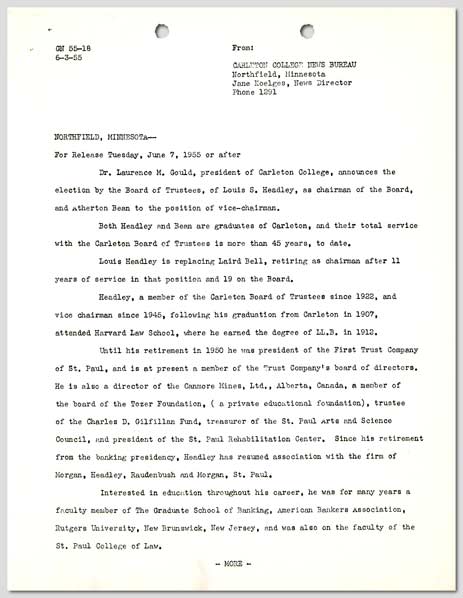 GN 55-18
6-3-55
From:
CARLETON COLLEGE NEWS BUREAU
Northfield, Minnesota
Jane Koelges, News Director
Phone 1291
NORTHFIELD, MINNESOTA--
For Release Tuesday, June 7, 1955 or after
Dr. Laurence M. Gould, president of Carleton College, announces the
election by the Board of Trustees, of Louis S. Headley, as chairman of the Board,
and Atherton Bean to the position of vice-chairman.
Both Headley and Bean are graduates of Carleton, and their total service
with the Carleton Board of Trustees is more than 45 years, to date.
Louis Headley is replacing Laird Bell, retiring as chairman after 11
years of service in that position and 19 on the Board.
Headley, a member of the Carleton Board of Trustees since 1922, and
vice chairman since 1945, following his graduation from Carleton in 1907,
attended Harvard Law School, where he earned the degree of LL.B. in 1912.
Until his retirement in 1950 he was president of the First Trust Company
of St. Paul, and is at present a member of the Trust Company's board of directors.
He is also a director of the Canmore Mines, Ltd., Alberta, Canada, a member of
the board of the Tozer Foundation, ( a private educational foundation), trustee
of the Charles D. Gilfillan Fund, treasurer of the St. Paul Arts and Science
Council, and president of the St. Paul Rehabilitation Center. Since his retirement
from the banking presidency, Headley has resumed association with the firm of
Morgan, Headley, Raudenbush and Morgan, St. Paul.
Interested in education throughout his career, he was for many years a
faculty member of The Graduate School of Banking, American Bankers Association,
Rutgers University, New Brunswick, New Jersey, and was also on the faculty of the
St. Paul College of Law.
-- MORE --